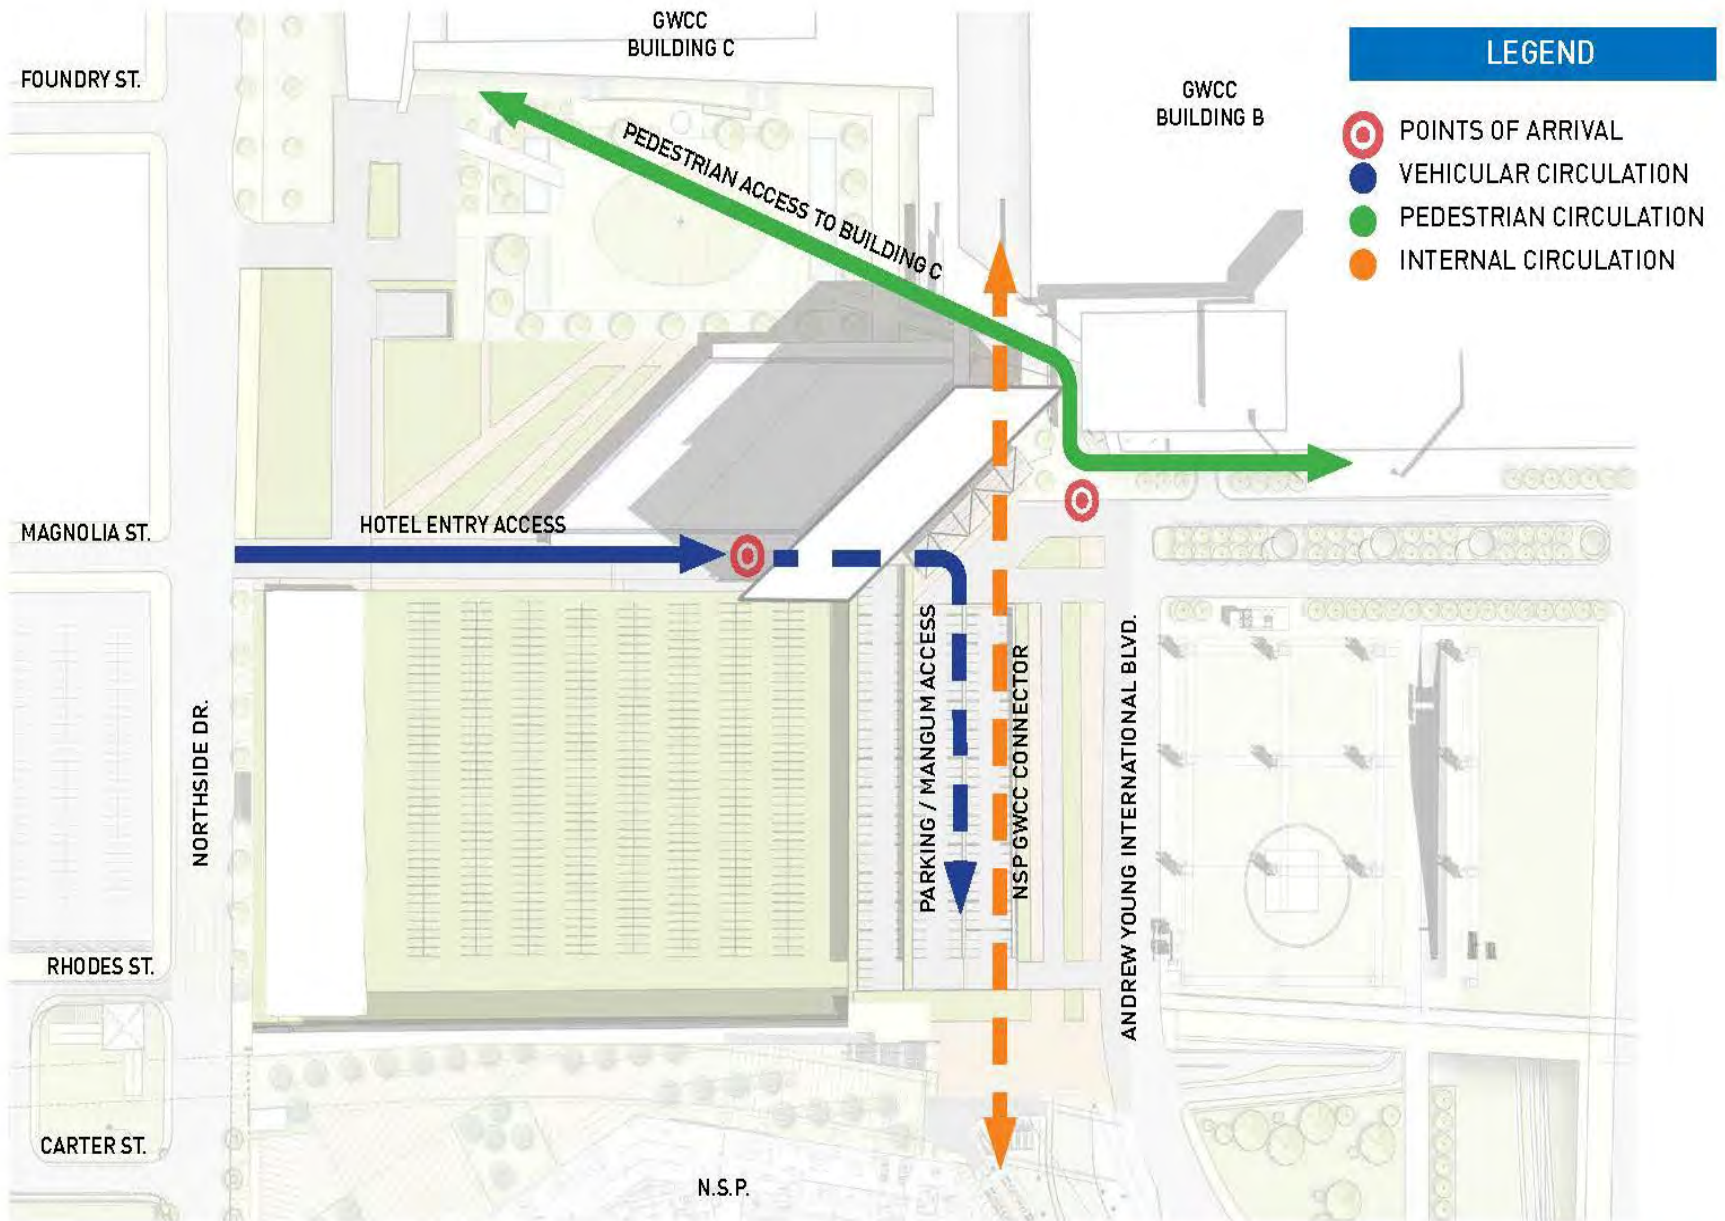 GWCC
BUILDING C
LEGEND
FOUNDRY ST.
GWCC
BUILDING B
POINTS OF ARRIVAL
VEHICULAR CIRCULATION
PEDESTRIAN CIRCULATION
INTERNAL CIRCULATION
PEDESTRIAN ACCESS TO BUILDING C
MAGNOLIA ST.
HOTEL ENTRY ACCESS
NORTHSIDE DR.
PARKING / MANGUM ACCESS
NSP GWCC CONNECTOR
ANDREW YOUNG INTERNATIONAL BLVD.
RHODES ST.
CARTER ST.
N.S.P.